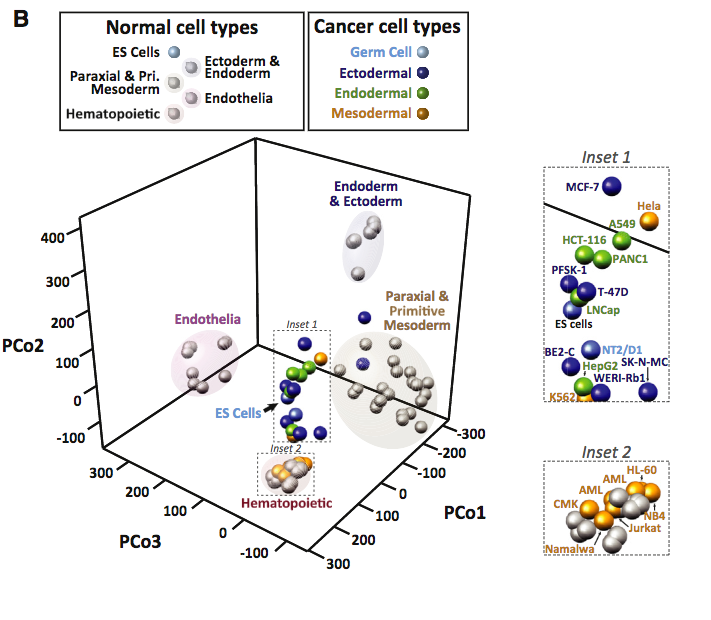 B
Normal cell types
ES Cells
Ectoderm &
Endoderm
Paraxial & Pri.
Mesoderm
Endothelia
Hematopoietic
Cancer cell types
Germ Cell
Ectodermal
Endodermal
Mesodermal
Endoderm
& Ectoderm
Paraxial &
Primitive
Mesoderm
Endothelia
Inset 1
ES Cells
Inset 2
Hematopoietic
PCo2
400
300
200
100
0
-100
PCo3
300
200
100
0
-100
PCo1
-300
-200
-100
0
100
200
300
Inset 1
MCF-7
Hela
A549
HCT-116
PANC1
PFSK-1
T-47D
LNCap
ES cells
NT2/D1
BE2-C
HepG2
SK-N-MC
WERI-Rb1
K562
Inset 2
HL-60
AML
AML
CMK
NB4
Jurkat
Namalwa